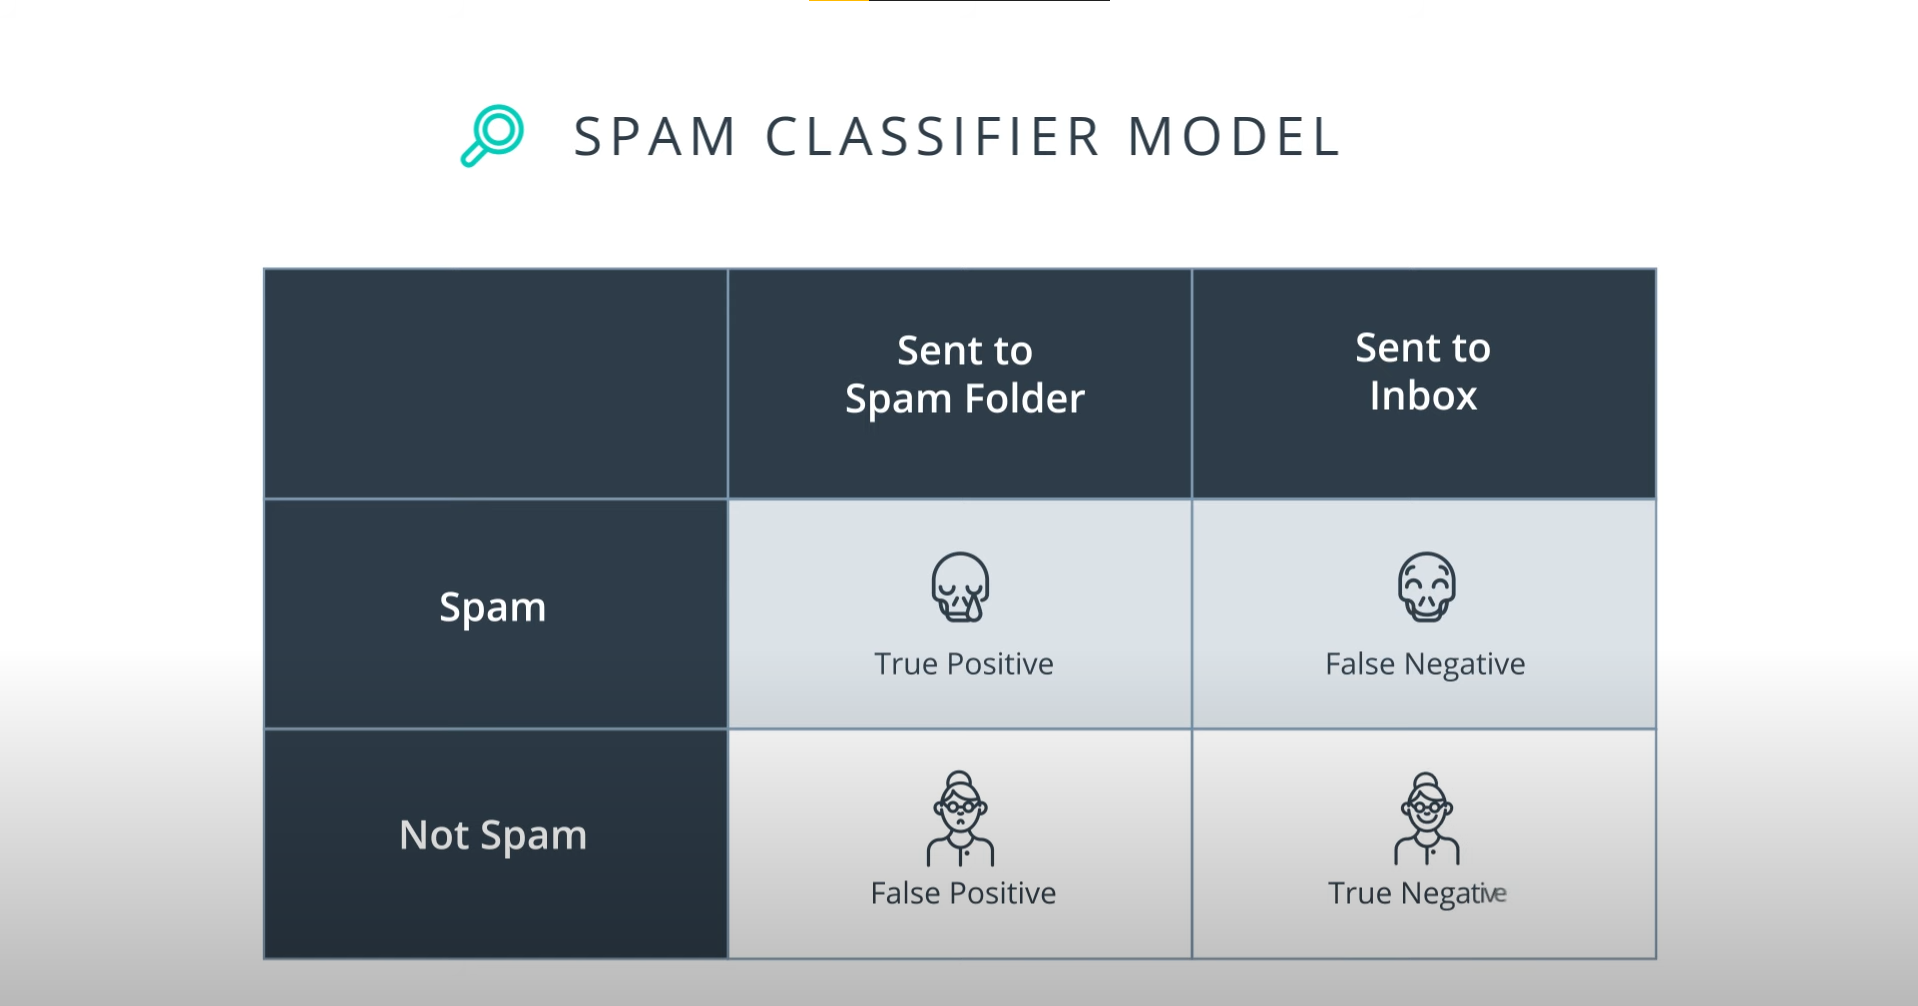 SPAM CLASSIFIER MODEL
Sent to
Spam Folder
Sent to
Inbox
Spam
True Positive
False Negative
Not Spam
False Positive
True Negative